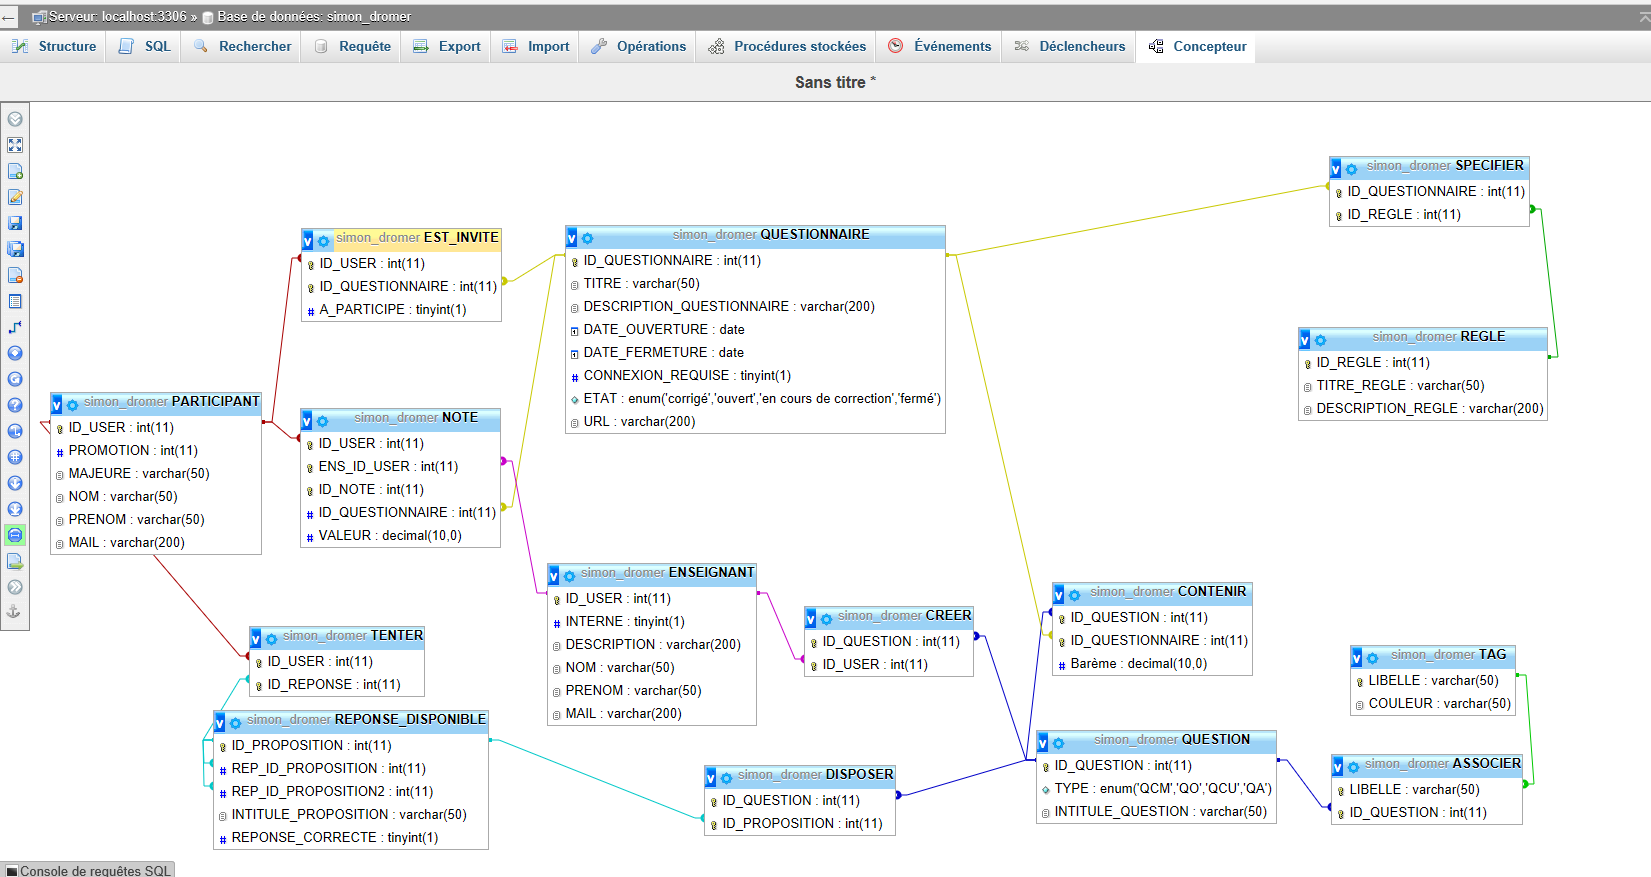 Serveur: localhost:3306 » Base de données: simon_dromer
Structure SQL Rechercher Requête Export Import Opérations Procédures stockées Événements Déclencheurs Concepteur
Sans titre *
simon_dromer SPECIFIER
ID_QUESTIONNAIRE : int(11)
ID_REGLE : int(11)
simon_dromer EST_INVITE
ID_USER : int(11)
ID_QUESTIONNAIRE : int(11)
A_PARTICIPE : tinyint(1)
simon_dromer QUESTIONNAIRE
ID_QUESTIONNAIRE : int(11)
TITRE : varchar(50)
DESCRIPTION_QUESTIONNAIRE : varchar(200)
DATE_OUVERTURE : date
DATE_FERMETURE : date
CONNEXION_REQUISE : tinyint(1)
ETAT : enum('corrigé','ouvert','en cours de correction','fermé')
URL : varchar(200)
simon_dromer REGLE
ID_REGLE : int(11)
TITRE_REGLE : varchar(50)
DESCRIPTION_REGLE : varchar(200)
simon_dromer PARTICIPANT
ID_USER : int(11)
PROMOTION : int(11)
MAJEURE : varchar(50)
NOM : varchar(50)
PRENOM : varchar(50)
MAIL : varchar(200)
simon_dromer NOTE
ID_USER : int(11)
ENS_ID_USER : int(11)
ID_NOTE : int(11)
ID_QUESTIONNAIRE : int(11)
VALEUR : decimal(10,0)
simon_dromer ENSEIGNANT
ID_USER : int(11)
INTERNE : tinyint(1)
DESCRIPTION : varchar(200)
NOM : varchar(50)
PRENOM : varchar(50)
MAIL : varchar(200)
simon_dromer CREER
ID_QUESTION : int(11)
ID_USER : int(11)
simon_dromer CONTENIR
ID_QUESTION : int(11)
ID_QUESTIONNAIRE : int(11)
Barème : decimal(10,0)
simon_dromer TENTER
ID_USER : int(11)
ID_REPONSE : int(11)
simon_dromer TAG
LIBELLE : varchar(50)
COULEUR : varchar(50)
simon_dromer REPONSE_DISPONIBLE
ID_PROPOSITION : int(11)
REP_ID_PROPOSITION : int(11)
REP_ID_PROPOSITION2 : int(11)
INTITULE_PROPOSITION : varchar(50)
REPONSE_CORRECTE : tinyint(1)
simon_dromer DISPOSER
ID_QUESTION : int(11)
ID_PROPOSITION : int(11)
simon_dromer QUESTION
ID_QUESTION : int(11)
TYPE : enum('QCM','QO','QCU','QA')
INTITULE_QUESTION : varchar(50)
simon_dromer ASSOCIER
LIBELLE : varchar(50)
ID_QUESTION : int(11)
Console de requêtes SQL